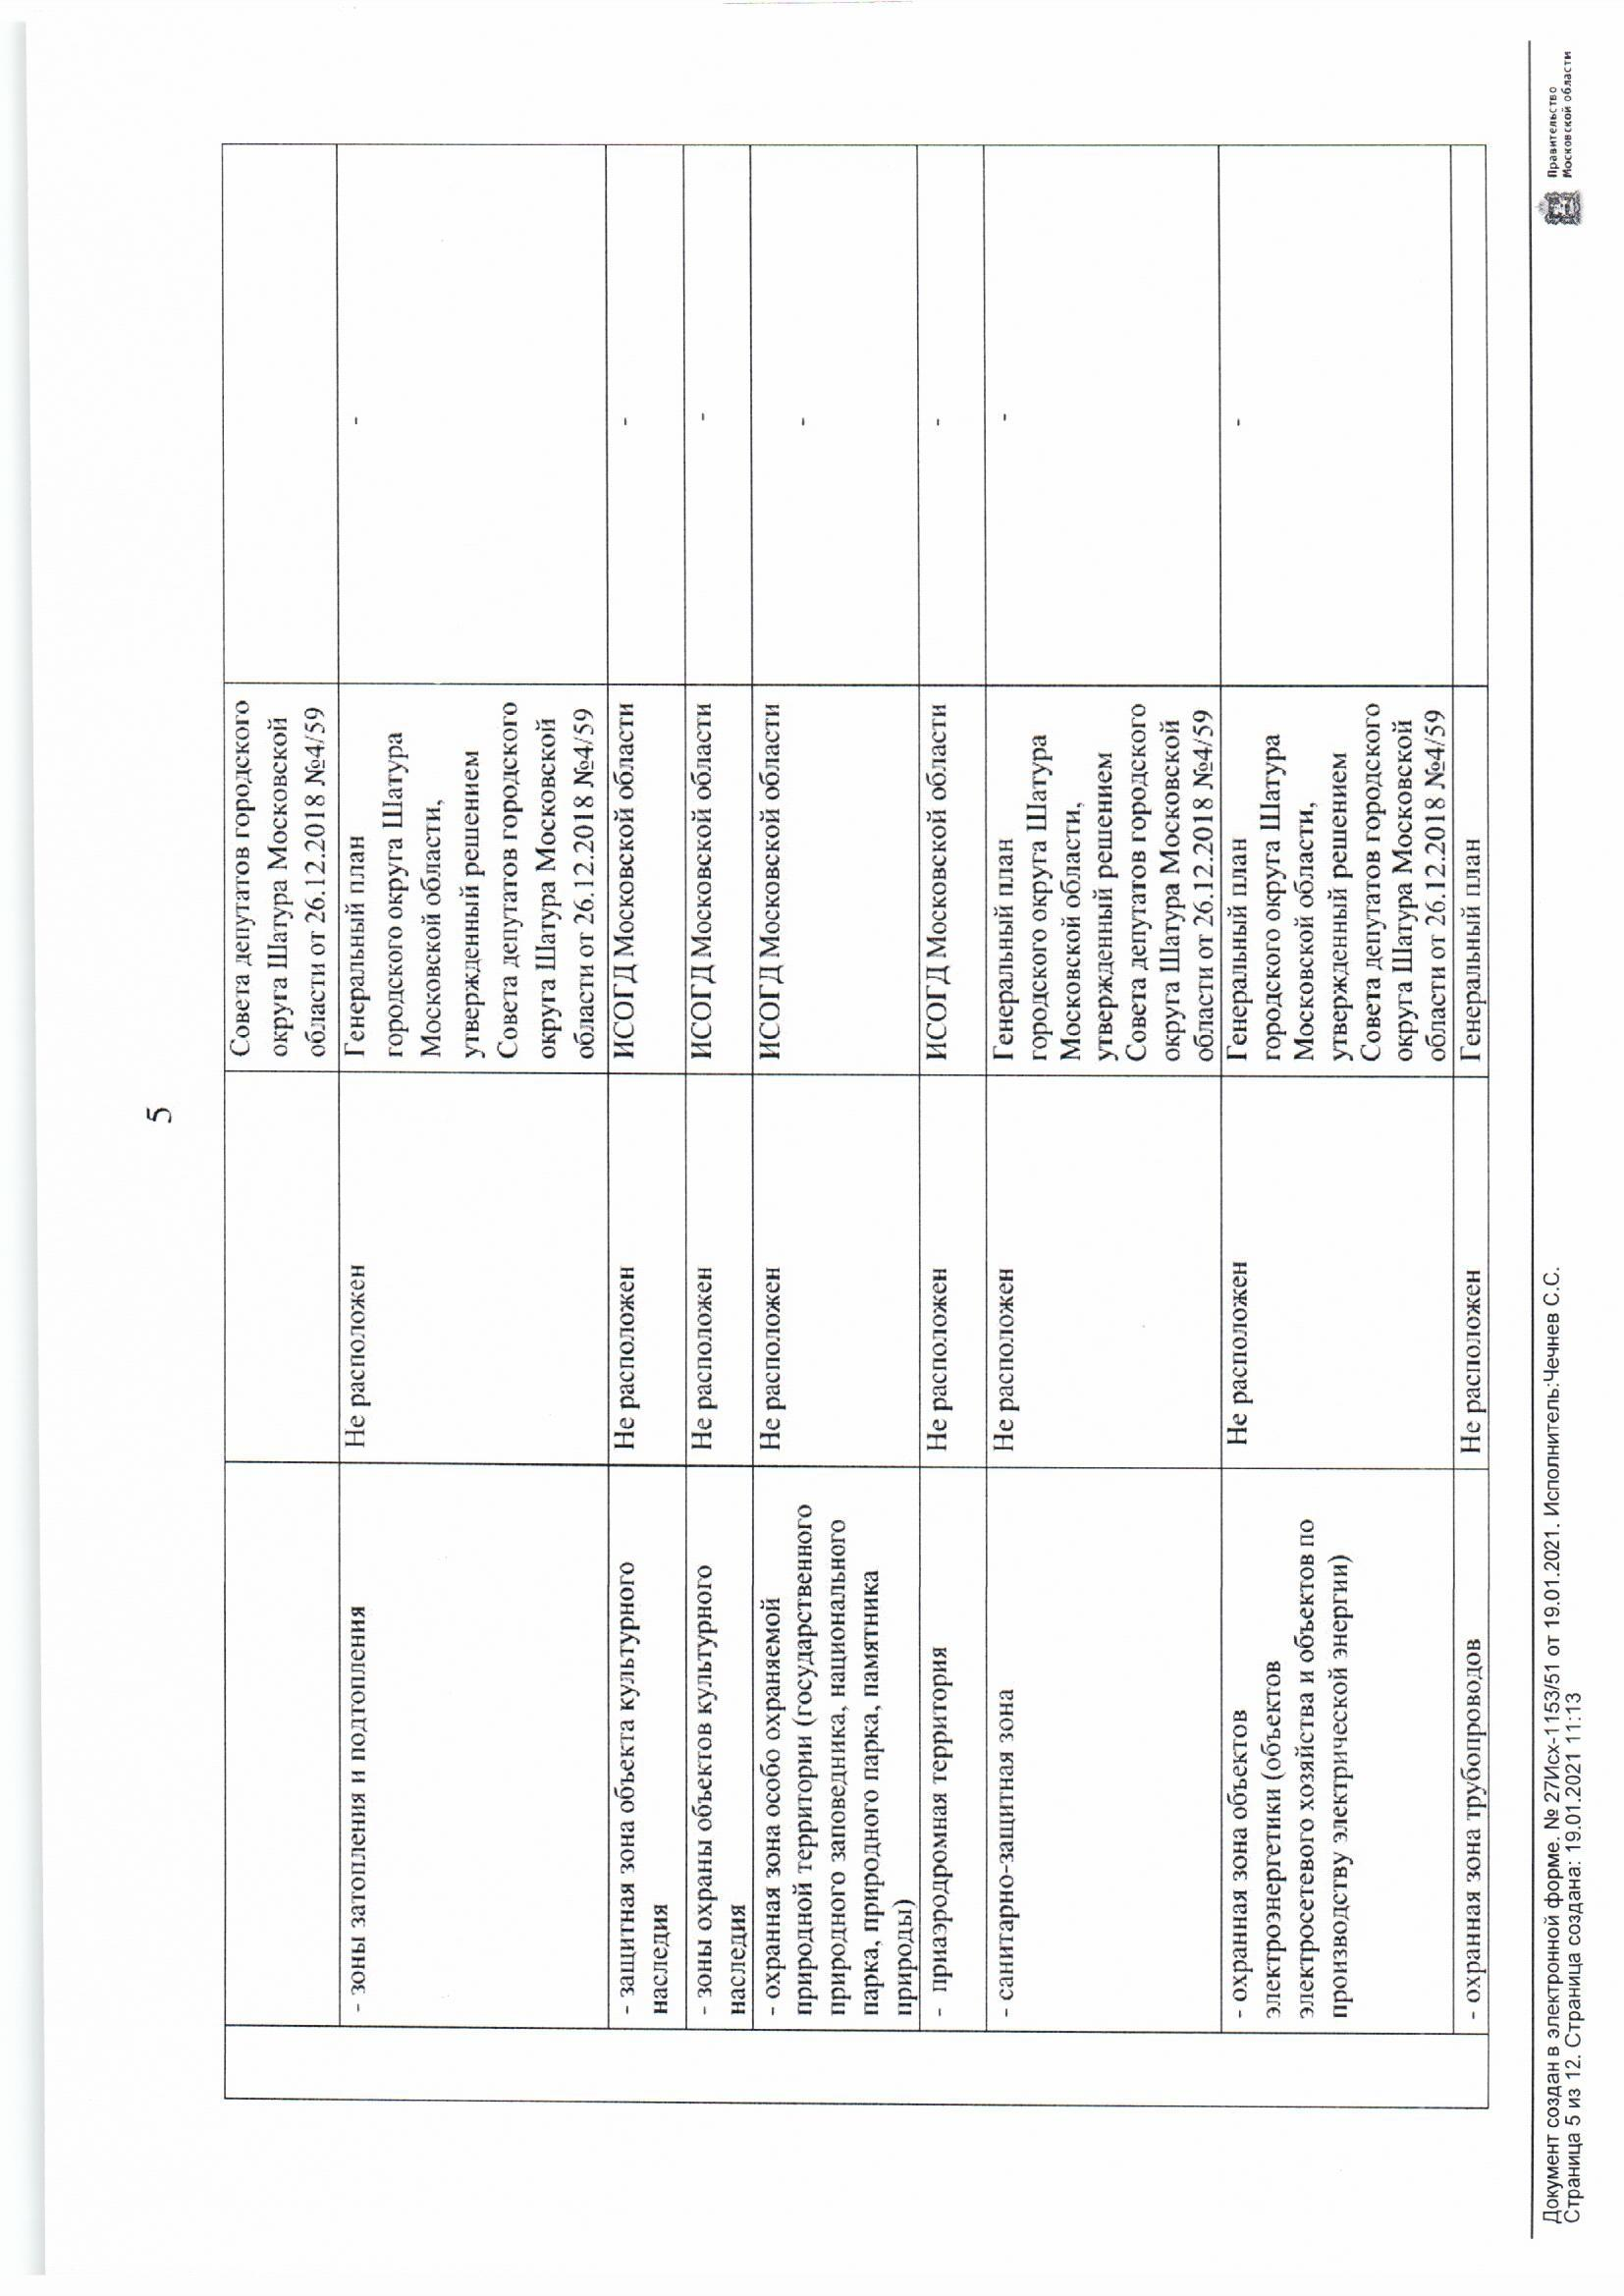 5
Совета депутатов городского
округа Шатура Московской
области от 26.12.2018 №4/59
- зоны затопления и подтопления
Не расположен
Генеральный план
городского округа Шатура
Московской области,
утвержденный решением
Совета депутатов городского
округа Шатура Московской
области от 26.12.2018 №4/59
-
- защитная зона объекта культурного
наследия
Не расположен
ИСОГД Московской области
-
- зоны охраны объектов культурного
наследия
Не расположен
ИСОГД Московской области
-
- охранная зона особо охраняемой
природной территории (государственного
природного заповедника, национального
парка, природного парка, памятника
природы)
Не расположен
ИСОГД Московской области
-
- приаэродромная территория
Не расположен
ИСОГД Московской области
-
- санитарно-защитная зона
Не расположен
Генеральный план
городского округа Шатура
Московской области,
утвержденный решением
Совета депутатов городского
округа Шатура Московской
области от 26.12.2018 №4/59
-
- охранная зона объектов
электроэнергетики (объектов
электросетевого хозяйства и объектов по
производству электрической энергии)
Не расположен
Генеральный план
городского округа Шатура
Московской области,
утвержденный решением
Совета депутатов городского
округа Шатура Московской
области от 26.12.2018 №4/59
-
- охранная зона трубопроводов
Не расположен
Генеральный план
Документ создан в электронной форме. № 27Исх-1153/51 от 19.01.2021. Исполнитель:Чечнев С.С.
Страница 5 из 12. Страница создана: 19.01.2021 11:13
Правительство
Московской области